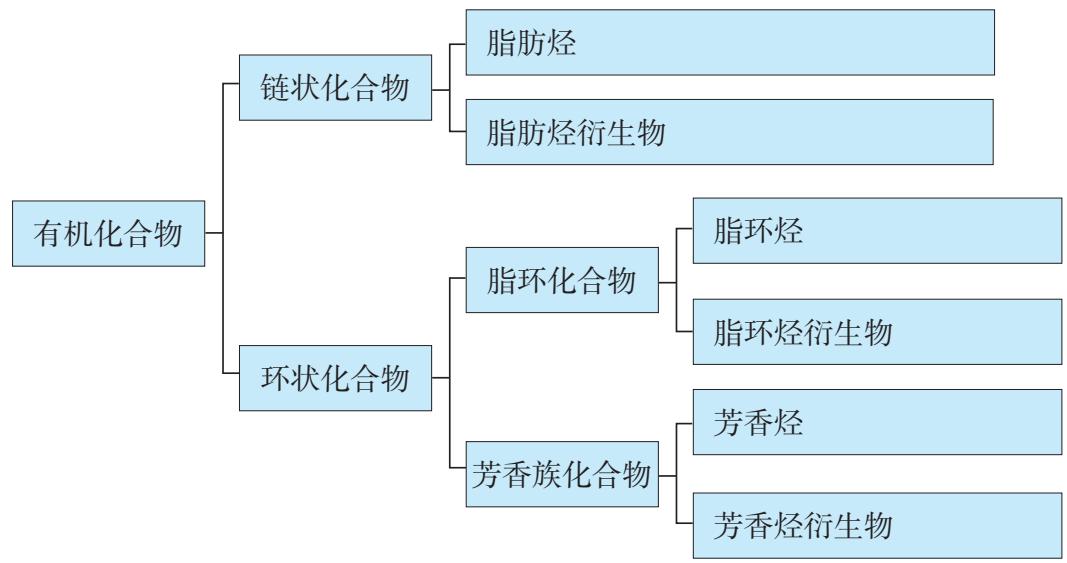 有机化合物
链状化合物
脂肪烃
脂肪烃衍生物
环状化合物
脂环化合物
脂环烃
脂环烃衍生物
芳香族化合物
芳香烃
芳香烃衍生物